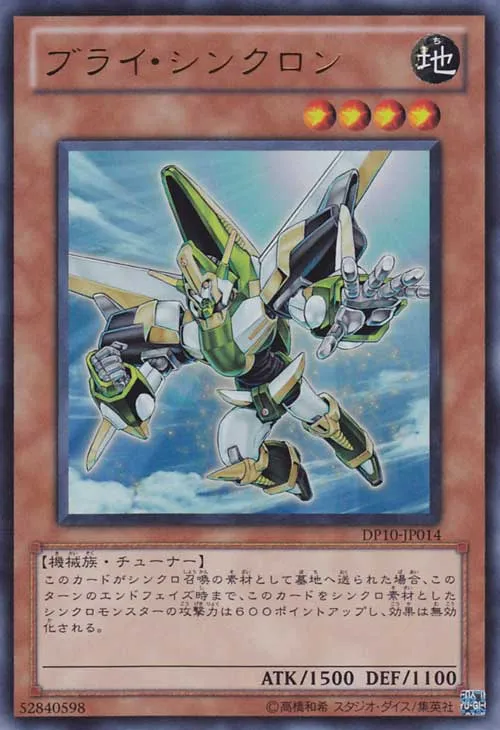 ブライ・シンクロン
地
DP10-JP014
【機械族・チューナー】
このカードがシンクロ召喚の素材として墓地へ送られた場合、この
ターンのエンドフェイズ時まで、このカードをシンクロ素材とした
シンクロモンスターの攻撃力は600ポイントアップし、効果は無効
化される。
ATK/1500 DEF/1100
52840598
©高橋和希 スタジオ・ダイス/集英社